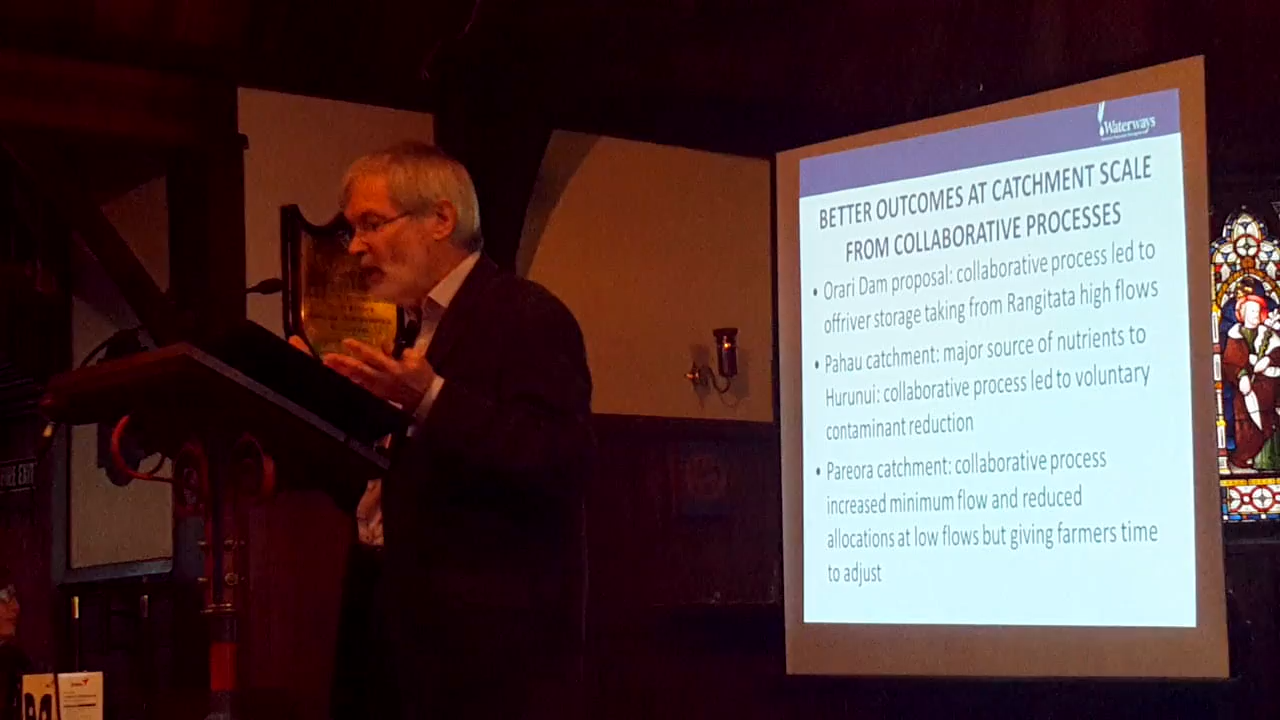 Waterways
BETTER OUTCOMES AT CATCHMENT SCALE
FROM COLLABORATIVE PROCESSES
• Orari Dam proposal: collaborative process led to
offriver storage taking from Rangitata high flows
• Pahau catchment: major source of nutrients to
Hurunui: collaborative process led to voluntary
contaminant reduction
• Pareora catchment: collaborative process
increased minimum flow and reduced
allocations at low flows but giving farmers time
to adjust
EXIT